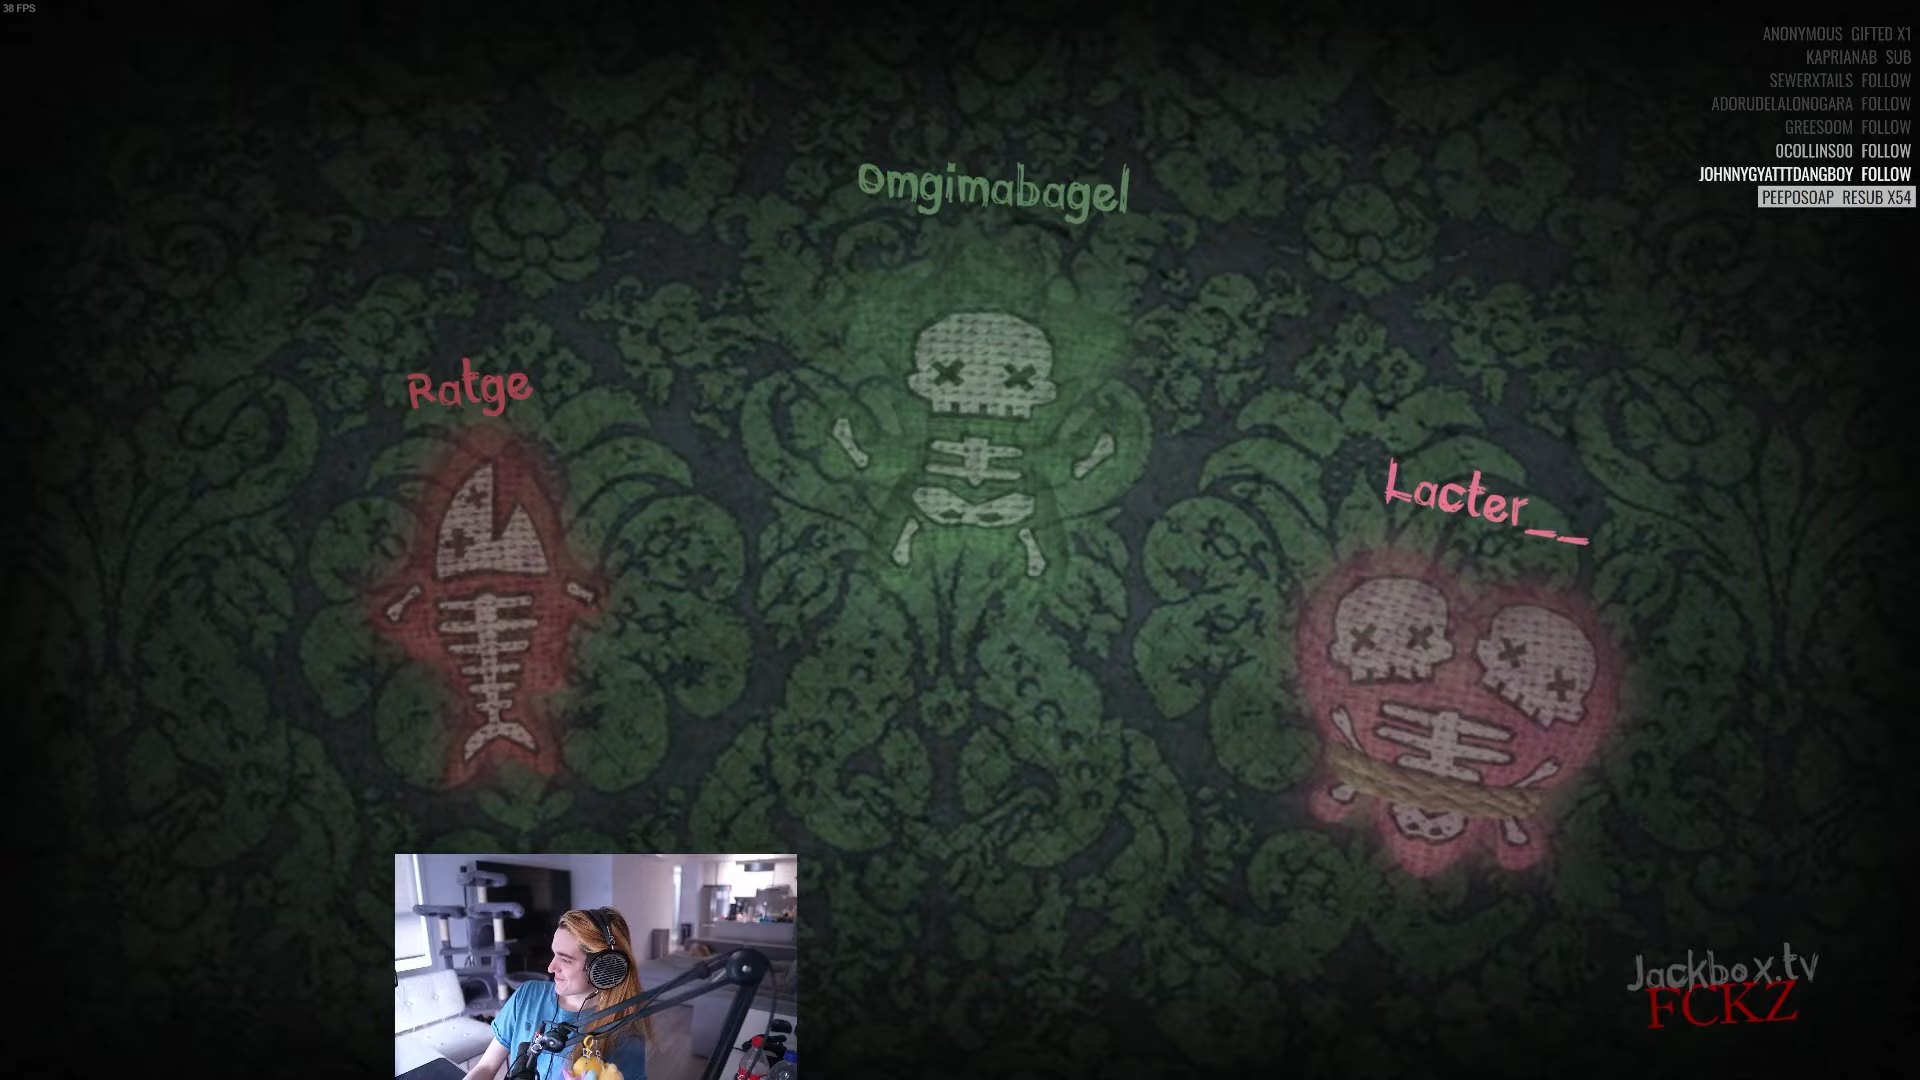 38 FPS
ANONYMOUS GIFTED X1
KAPRIANAB SUB
SEWERXTAILS FOLLOW
ADORUDELALONOGARA FOLLOW
GREESOOM FOLLOW
OCOLLINSOO FOLLOW
JOHNNYGYATTTDANGBOY FOLLOW
PEEPOSOAP RESUB X54
Omgimabagel
Ratge
Lacter__
Jackbox.tv
FCKZ